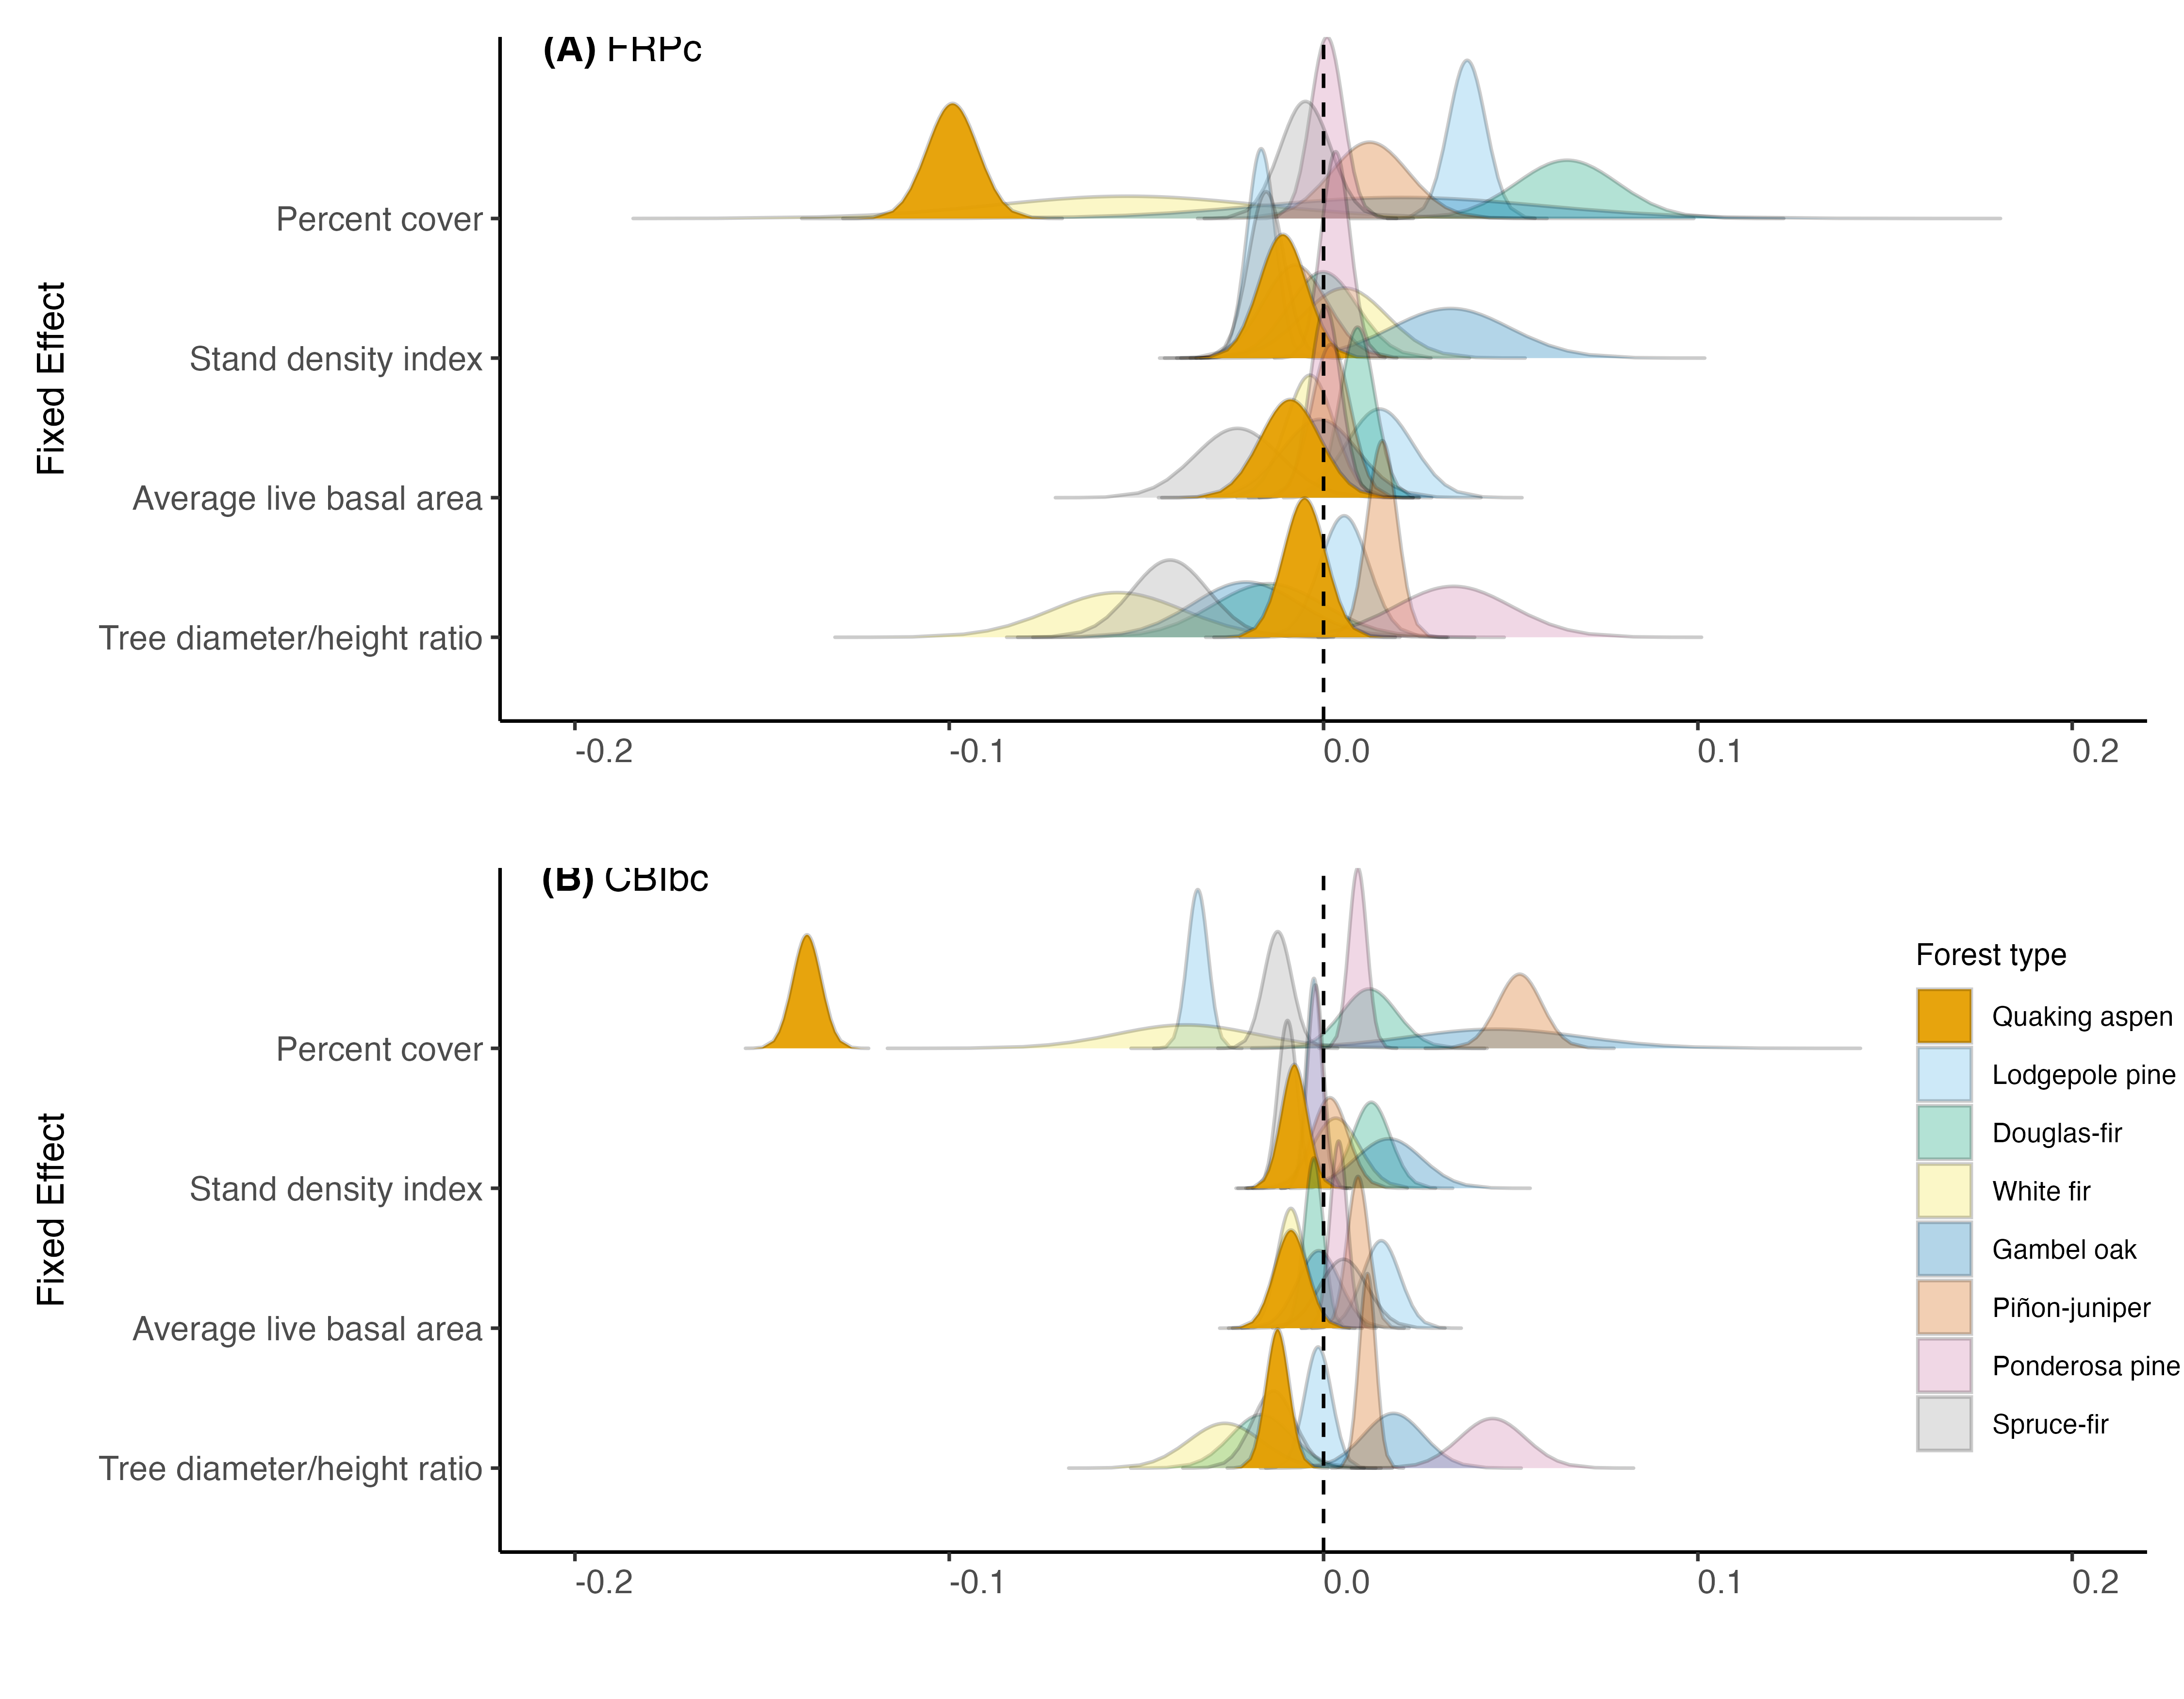 (A) FRPc
Fixed Effect
Percent cover
Stand density index
Average live basal area
Tree diameter/height ratio
-0.2 -0.1 0.0 0.1 0.2
(B) CBIbc
Fixed Effect
Percent cover
Stand density index
Average live basal area
Tree diameter/height ratio
-0.2 -0.1 0.0 0.1 0.2
Forest type
Quaking aspen
Lodgepole pine
Douglas-fir
White fir
Gambel oak
Piñon-juniper
Ponderosa pine
Spruce-fir